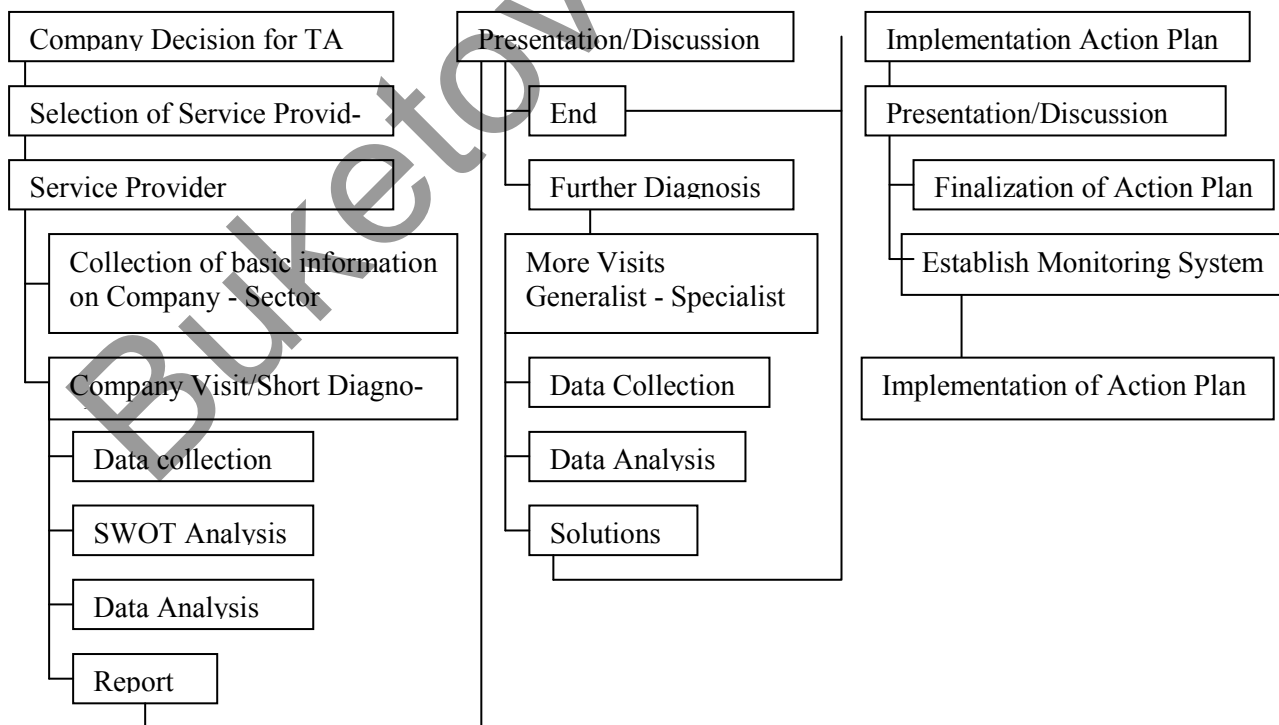 Company Decision for TA
Selection of Service Provid-
Service Provider
Collection of basic information
on Company - Sector
Company Visit/Short Diagno-
Data collection
SWOT Analysis
Data Analysis
Report
Presentation/Discussion
End
Further Diagnosis
More Visits
Generalist - Specialist
Data Collection
Data Analysis
Solutions
Implementation Action Plan
Presentation/Discussion
Finalization of Action Plan
Establish Monitoring System
Implementation of Action Plan
Buketov